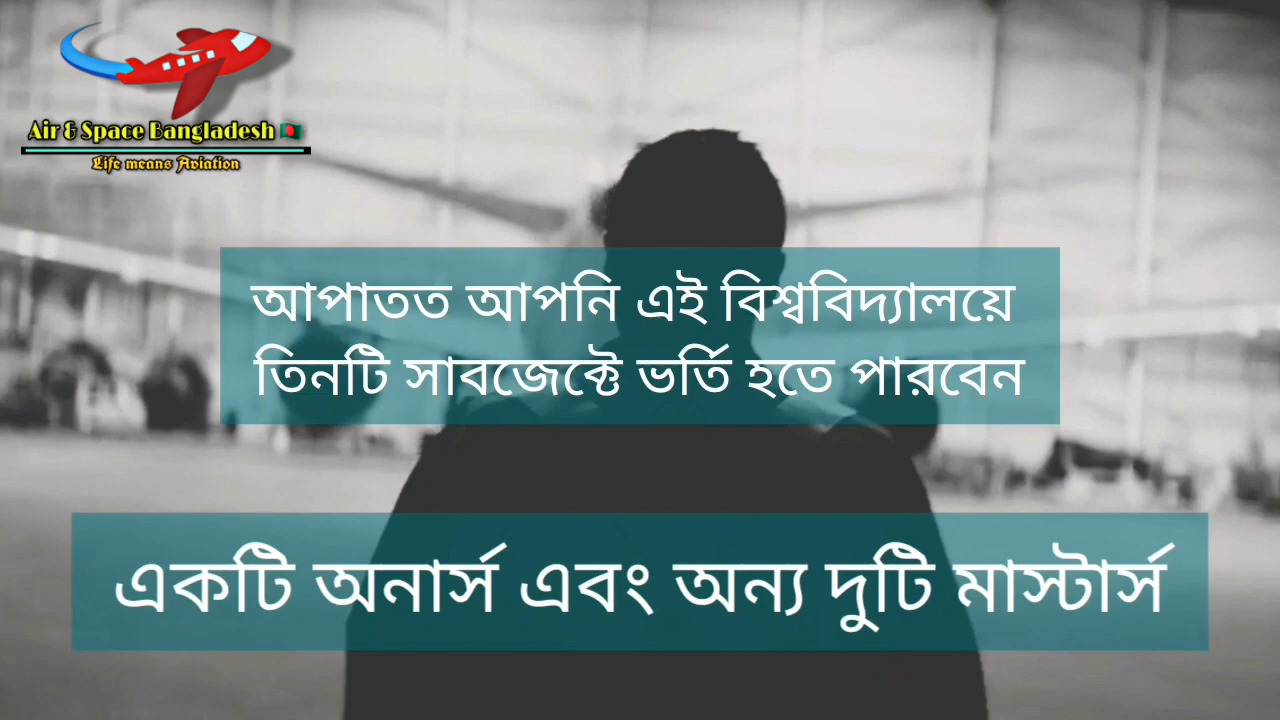 Air & Space Bangladesh 🇧🇩
Life means Aviation
আপাতত আপনি এই বিশ্ববিদ্যালয়ে
তিনটি সাবজেক্টে ভর্তি হতে পারবেন
একটি অনার্স এবং অন্য দুটি মাস্টার্স